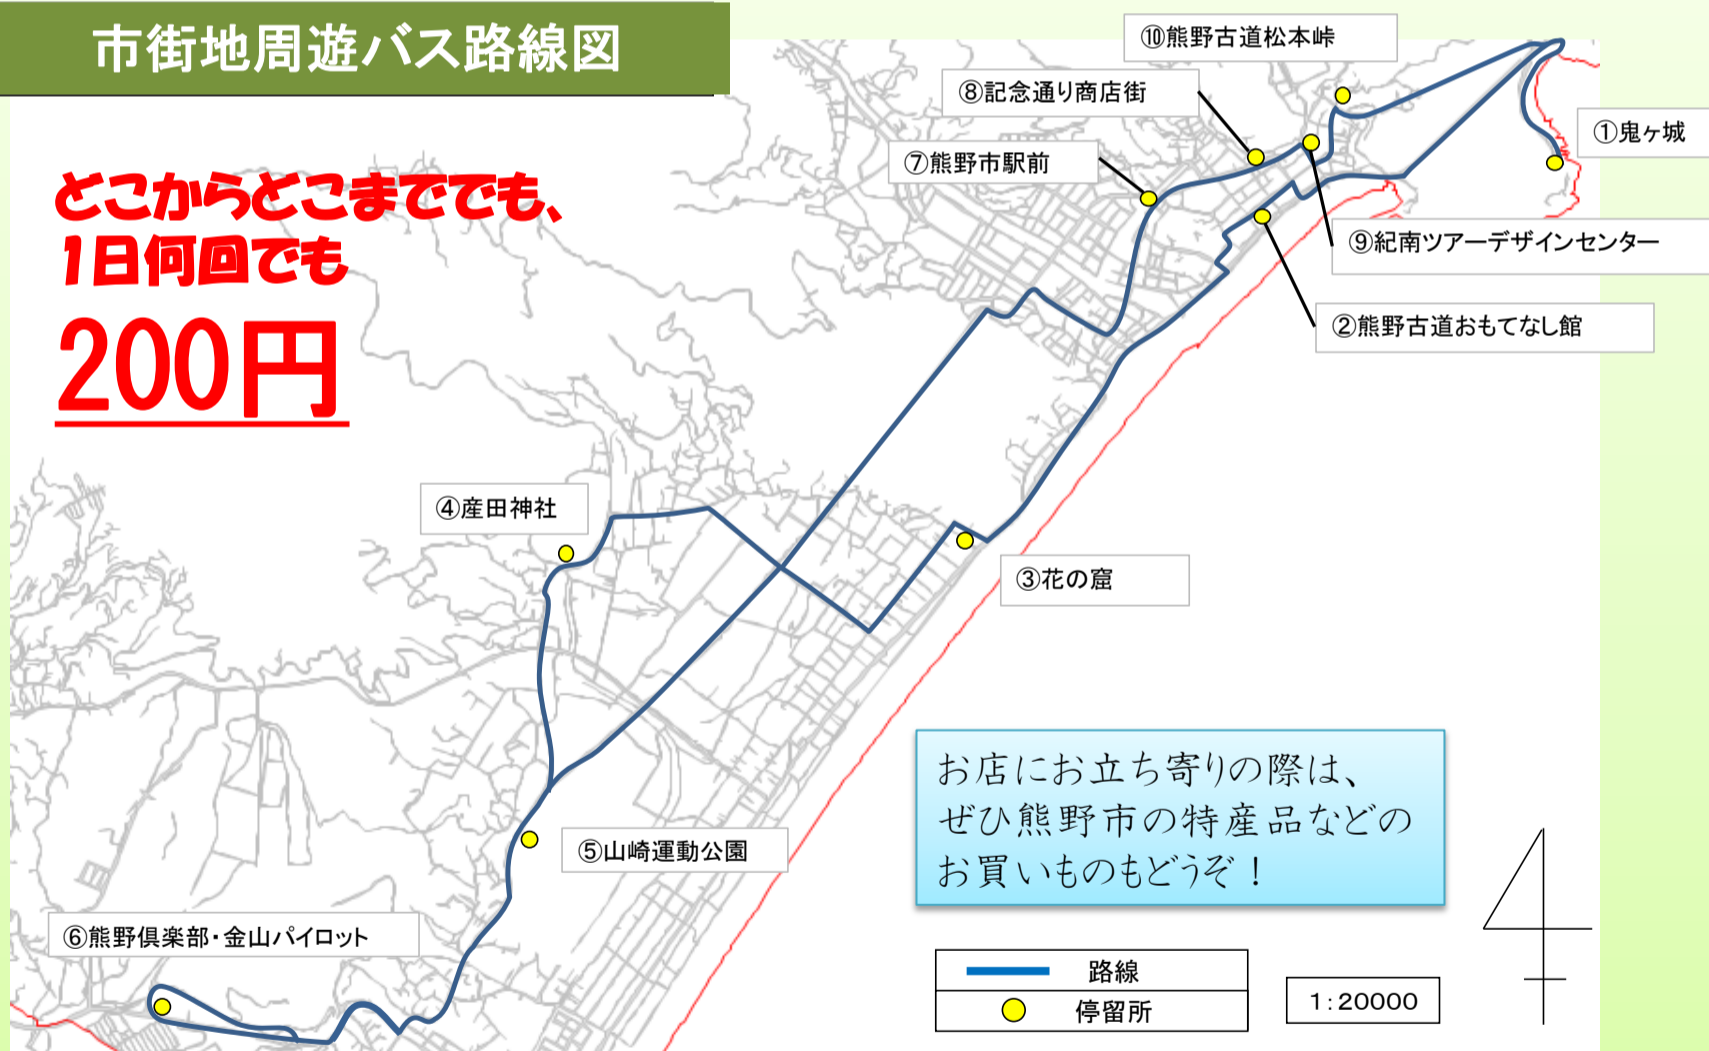 市街地周遊バス路線図
どこからどこまででも、
1日何回でも
200円
⑩熊野古道松本峠
⑧記念通り商店街
①鬼ヶ城
⑦熊野市駅前
⑨紀南ツアーデザインセンター
②熊野古道おもてなし館
④産田神社
③花の窟
⑤山崎運動公園
⑥熊野倶楽部・金山パイロット
お店にお立ち寄りの際は、
ぜひ熊野市の特産品などの
お買いものもどうぞ！
路線
停留所
1:20000